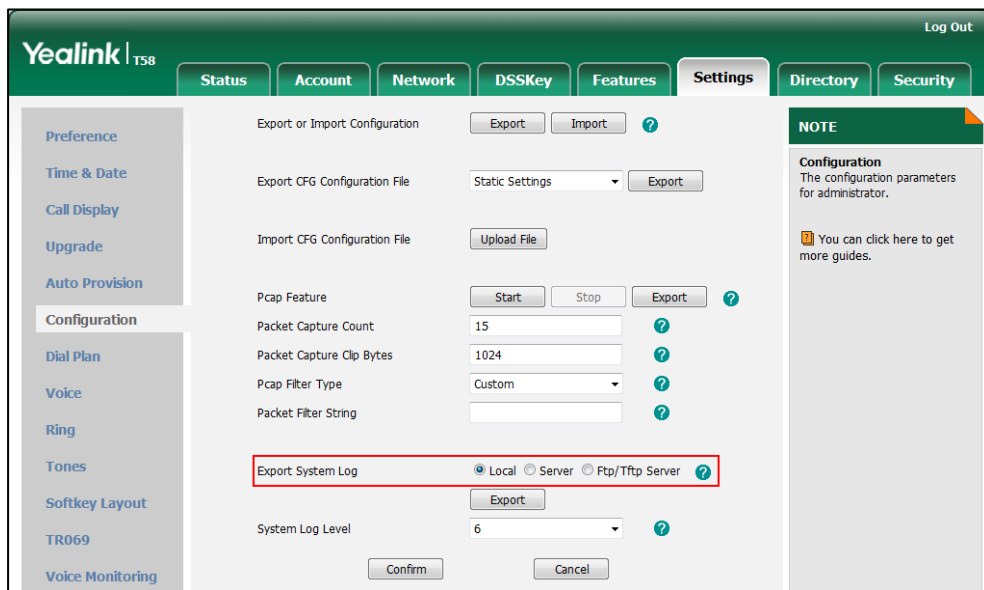 Log Out
Yealink | T58
Status Account Network DSSKey Features Settings Directory Security
Preference
Time & Date
Call Display
Upgrade
Auto Provision
Configuration
Dial Plan
Voice
Ring
Tones
Softkey Layout
TR069
Voice Monitoring
Export or Import Configuration Export Import ?
Export CFG Configuration File Static Settings Export
Import CFG Configuration File Upload File
Pcap Feature Start Stop Export ?
Packet Capture Count 15 ?
Packet Capture Clip Bytes 1024 ?
Pcap Filter Type Custom ?
Packet Filter String ?
Export System Log Local Server Ftp/Tftp Server ?
Export
System Log Level 6 ?
Confirm Cancel
NOTE
Configuration
The configuration parameters
for administrator.
? You can click here to get
more guides.